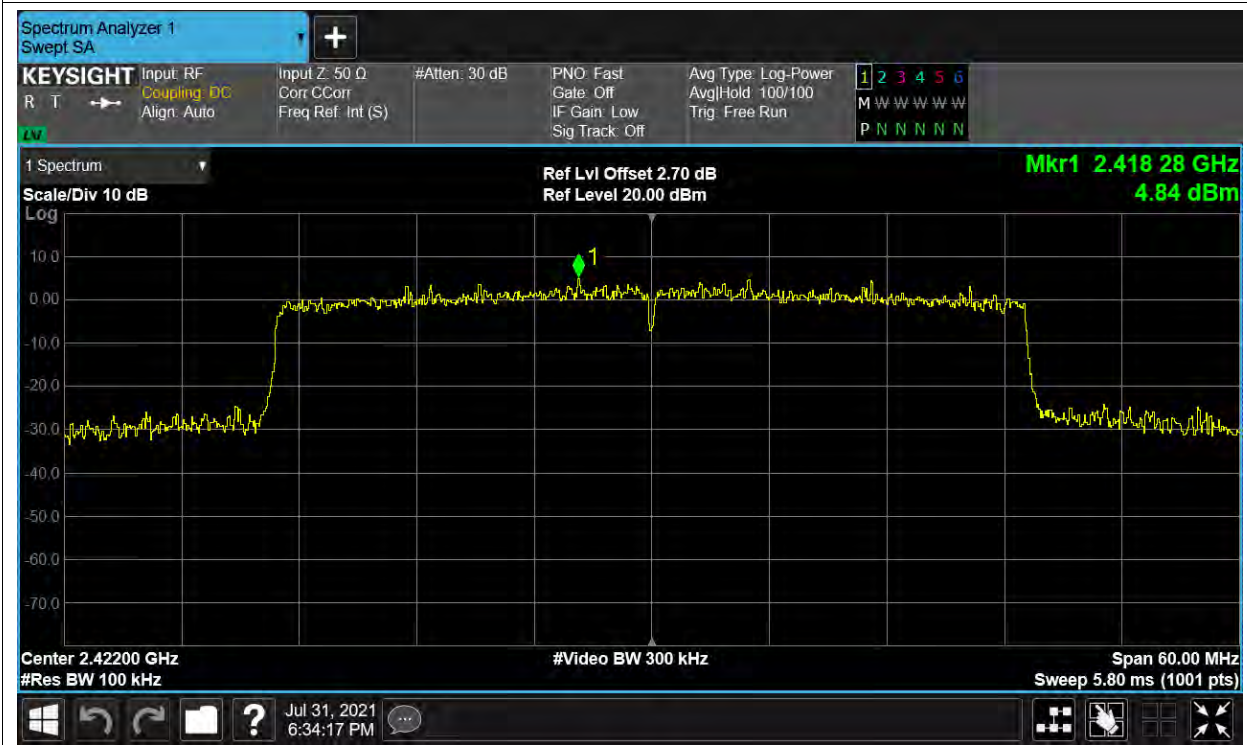 Spectrum Analyzer 1
Swept SA
+
KEYSIGHT
R T
LV
Input: RF
Coupling: DC
Align: Auto
Input Z: 50 Ω
Corr CCorr
Freq Ref: Int (S)
#Atten: 30 dB
PNO: Fast
Gate: Off
IF Gain: Low
Sig Track: Off
Avg Type: Log-Power
Avg|Hold: 100/100
Trig: Free Run
1 2 3 4 5 6
M W W W W W W
P N N N N N N
1 Spectrum
Scale/Div 10 dB
Log
Ref Lvl Offset 2.70 dB
Ref Level 20.00 dBm
Mkr1 2.418 28 GHz
4.84 dBm
1
10.0
0.00
-10.0
-20.0
-30.0
-40.0
-50.0
-60.0
-70.0
Center 2.42200 GHz
#Res BW 100 kHz
#Video BW 300 kHz
Span 60.00 MHz
Sweep 5.80 ms (1001 pts)
?
Jul 31, 2021
6:34:17 PM